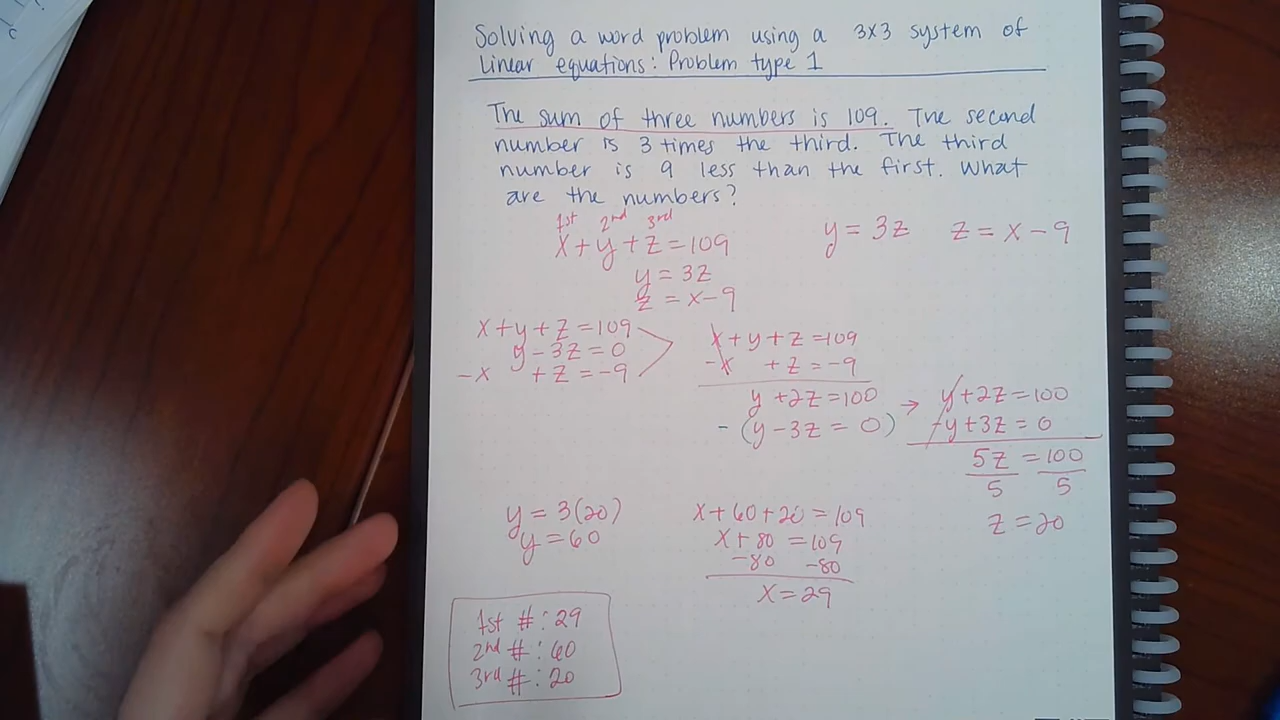 Solving a word problem using a 3x3 system of
linear equations: Problem type 1
The sum of three numbers is 109. The second
number is 3 times the third. The third
number is 9 less than the first. What
are the numbers?
1st 2nd 3rd
x+y+z=109
y=3z
z=x-9
y=3z z=x-9
x+y+z=109
y-3z=0
-x +z=-9
x+y+z=109
-x +z=-9
y+2z=100
-(y-3z=0)
→ y+2z=100
-y+3z=0
5z =100
5 5
z=20
y=3(20)
y=60
x+60+20=109
x+80=109
-80 -80
x=29
1st #: 29
2nd #: 60
3rd #: 20
c